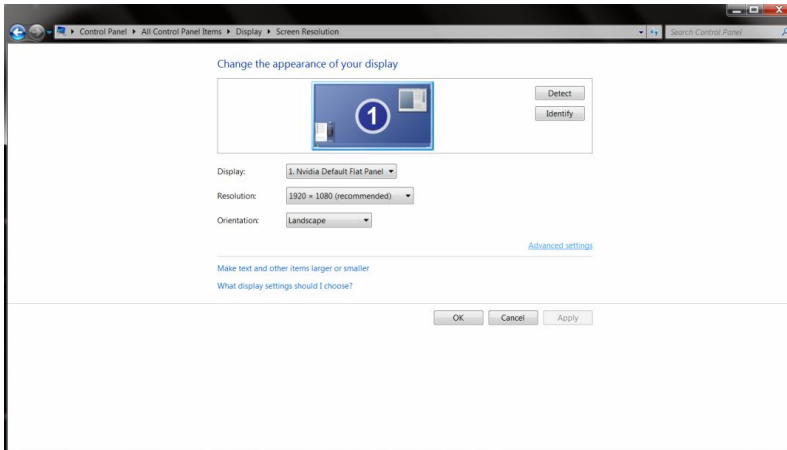 Control Panel ▸ All Control Panel Items ▸ Display ▸ Screen Resolution
Search Control Panel
Change the appearance of your display
1
Detect
Identify
Display: 1. Nvidia Default Flat Panel
Resolution: 1920 × 1080 (recommended)
Orientation: Landscape
Advanced settings
Make text and other items larger or smaller
What display settings should I choose?
OK Cancel Apply